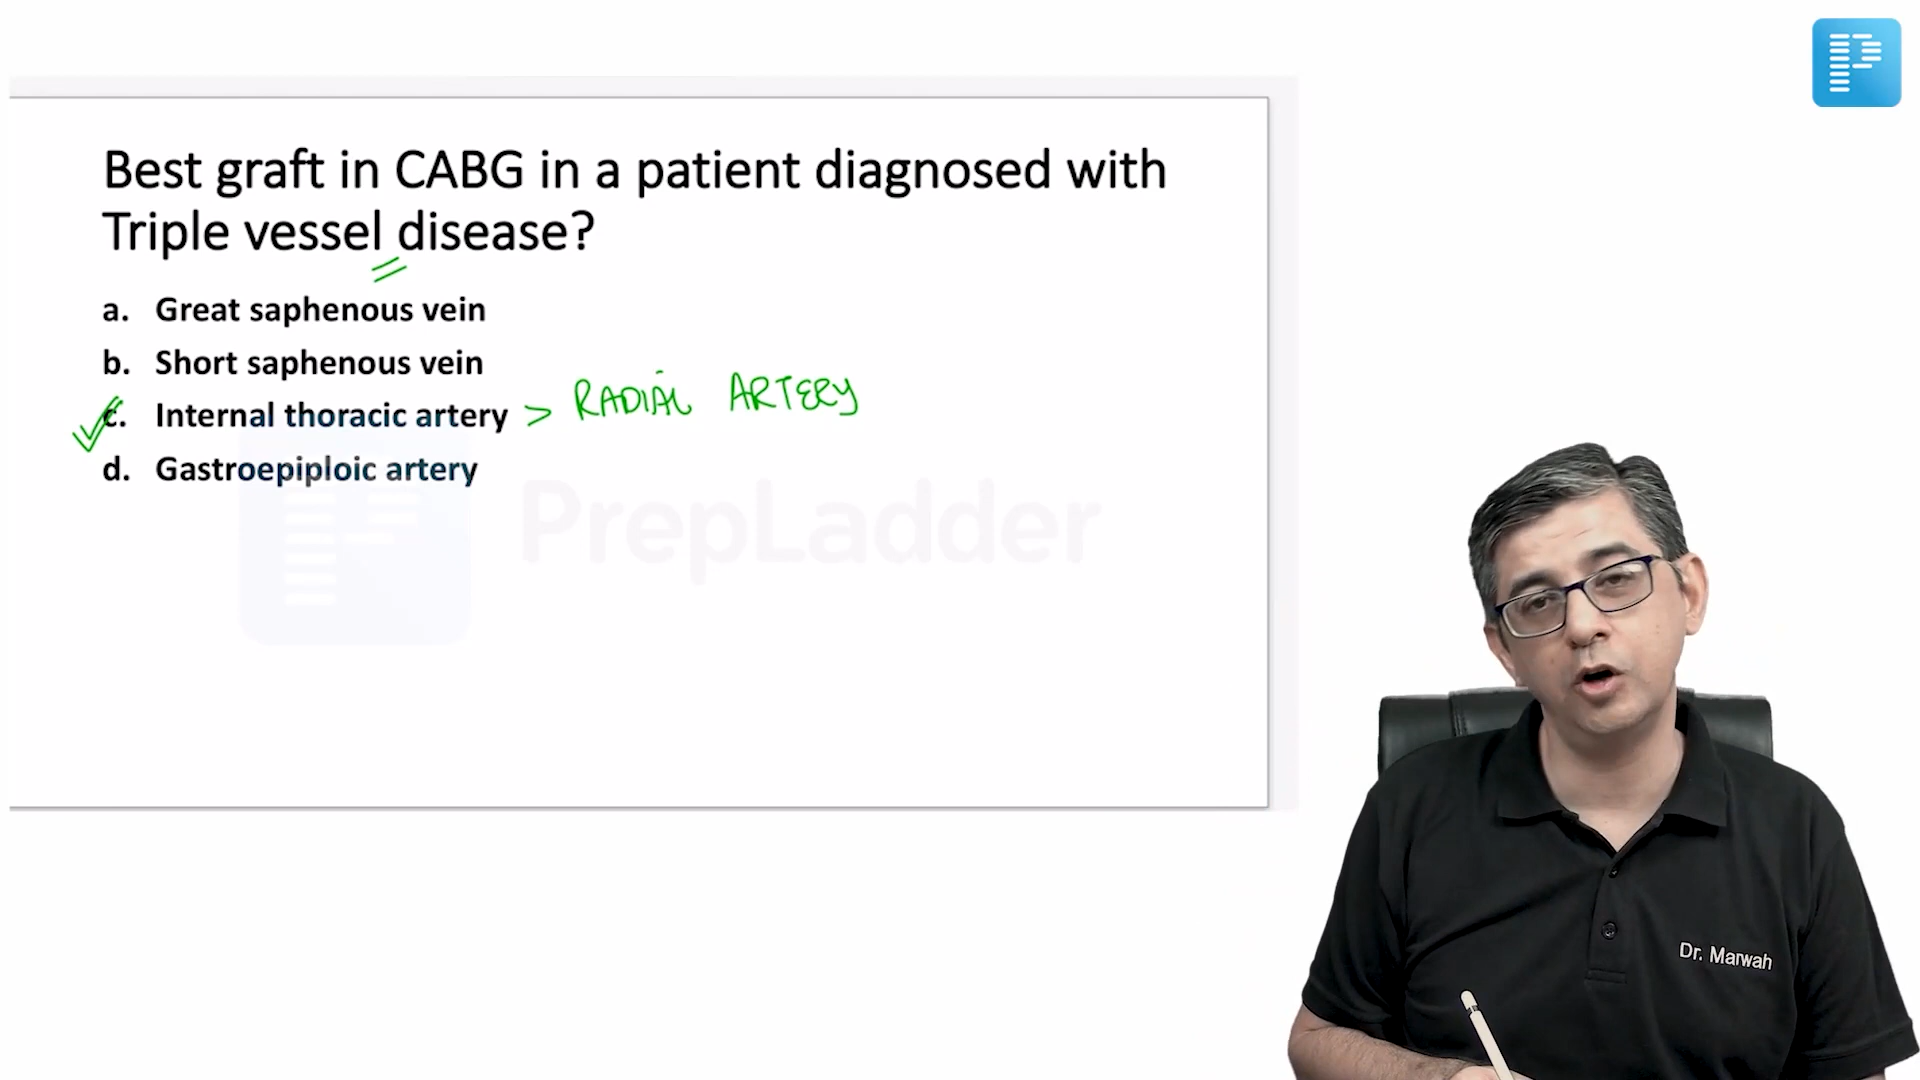 Best graft in CABG in a patient diagnosed with
Triple vessel disease?
a. Great saphenous vein
b. Short saphenous vein
c. Internal thoracic artery > RADIAL ARTERY
d. Gastroepiploic artery
PrepLadder
Dr. Marwah